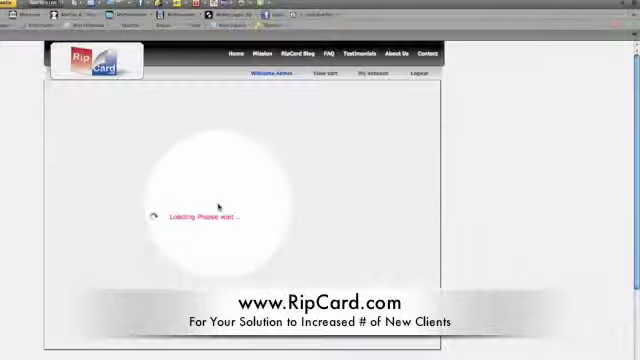 Home Mission RipCard Blog FAQ Testimonials About Us Contact
Rip
Card
Welcome Admin View cart My Account Logout
Loading Please wait ..
www.RipCard.com
For Your Solution to Increased # of New Clients